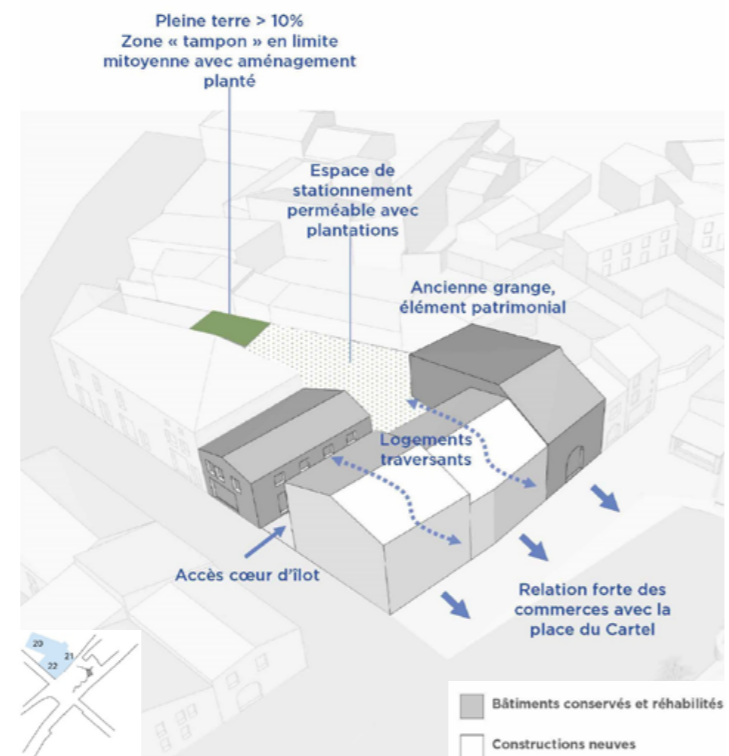 Pleine terre > 10%
Zone « tampon » en limite
mitoyenne avec aménagement
planté
Espace de
stationnement
perméable avec
plantations
Ancienne grange,
élément patrimonial
Logements
traversants
Accès cœur d'îlot
Relation forte des
commerces avec la
place du Cartel
20
21
22
Bâtiments conservés et réhabilités
Constructions neuves